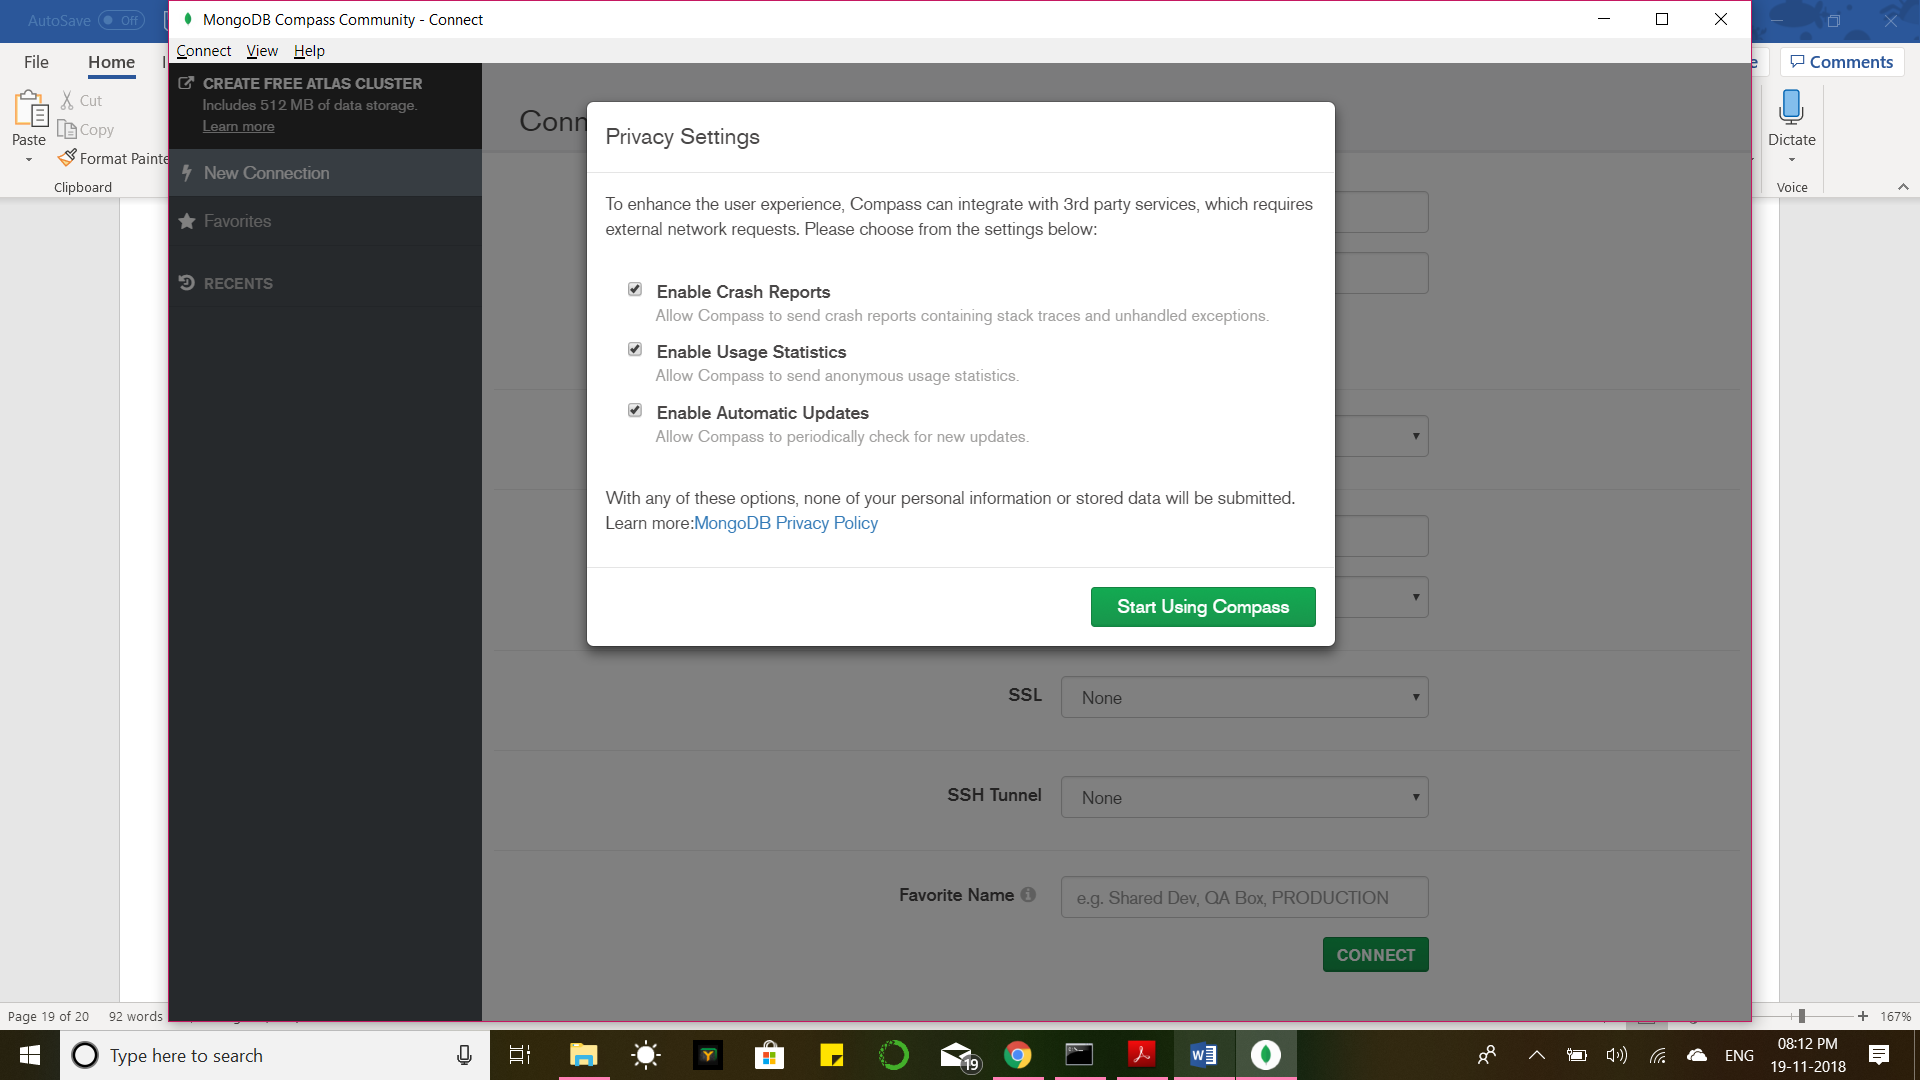 AutoSave Off
MongoDB Compass Community - Connect
Connect View Help
File Home
Comments
Cut
Copy
Paste
Format Painte
Clipboard
Dictate
Voice
CREATE FREE ATLAS CLUSTER
Includes 512 MB of data storage.
Learn more
New Connection
Favorites
RECENTS
Conn
Privacy Settings
To enhance the user experience, Compass can integrate with 3rd party services, which requires
external network requests. Please choose from the settings below:
Enable Crash Reports
Allow Compass to send crash reports containing stack traces and unhandled exceptions.
Enable Usage Statistics
Allow Compass to send anonymous usage statistics.
Enable Automatic Updates
Allow Compass to periodically check for new updates.
With any of these options, none of your personal information or stored data will be submitted.
Learn more:MongoDB Privacy Policy
Start Using Compass
SSL None
SSH Tunnel None
Favorite Name e.g. Shared Dev, QA Box, PRODUCTION
CONNECT
Page 19 of 20 92 words
167%
Type here to search
19
ENG
08:12 PM
19-11-2018